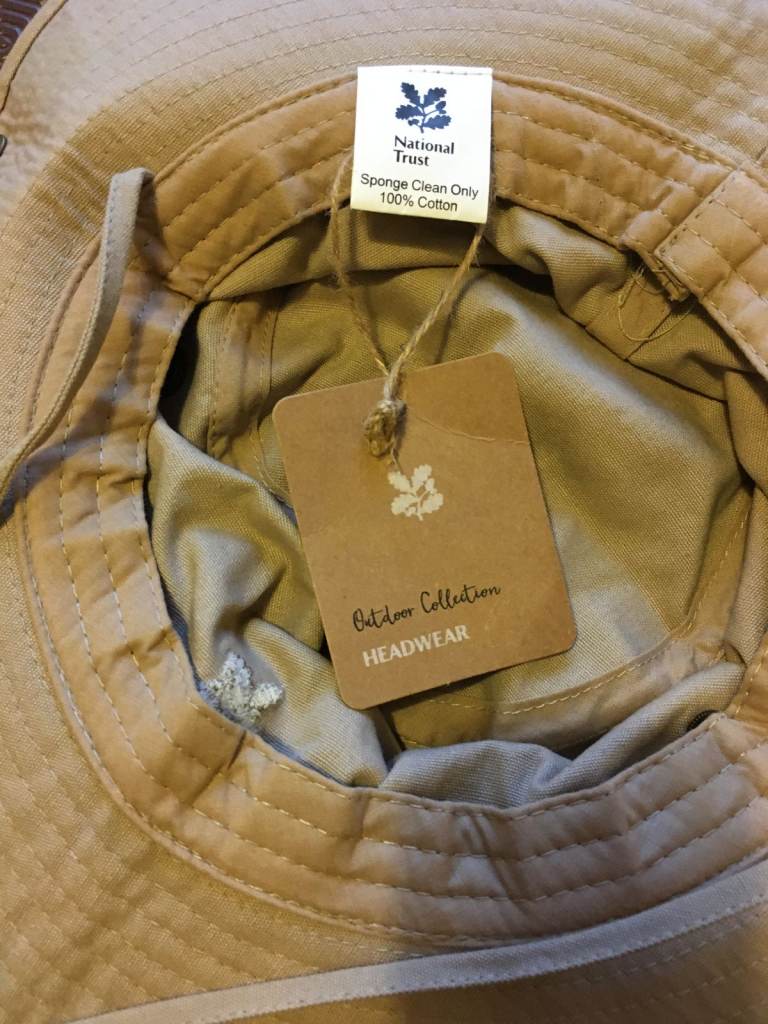 National
Trust
Sponge Clean Only
100% Cotton
Outdoor Collection
HEADWEAR